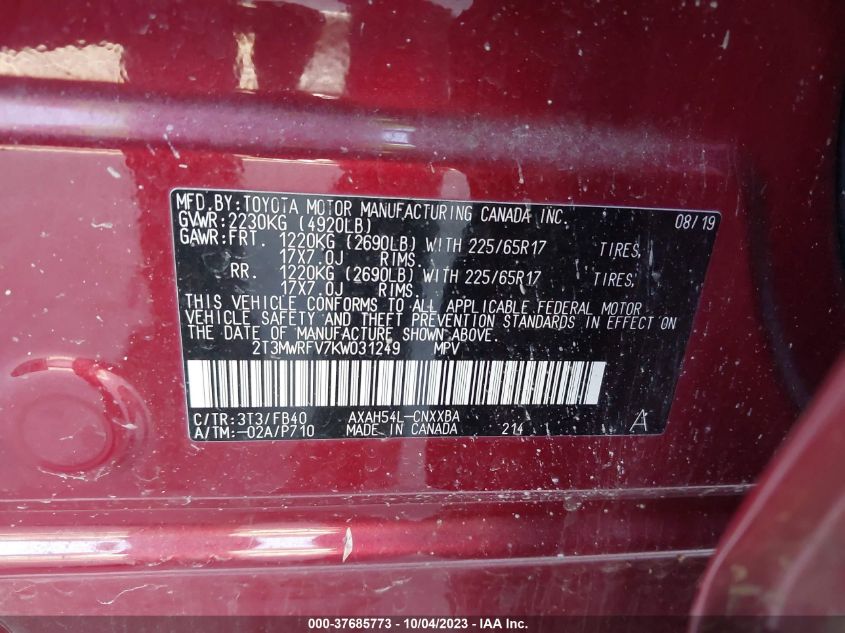 MFD.BY:TOYOTA MOTOR MANUFACTURING CANADA INC. 08/19
GVWR:2230KG (4920LB)
GAWR:FRT. 1220KG (2690LB) WITH 225/65R17 TIRES,
17X7.0J RIMS.
RR. 1220KG (2690LB) WITH 225/65R17 TIRES,
17X7.0J RIMS.
THIS VEHICLE CONFORMS TO ALL APPLICABLE FEDERAL MOTOR
VEHICLE SAFETY AND THEFT PREVENTION STANDARDS IN EFFECT ON
THE DATE OF MANUFACTURE SHOWN ABOVE.
2T3MWRFV7KW031249 MPV
C/TR:3T3/FB40 AXAH54L-CNXXBA
A/TM:-02A/P710 MADE IN CANADA 214 A
000-37685773 - 10/04/2023 - IAA Inc.